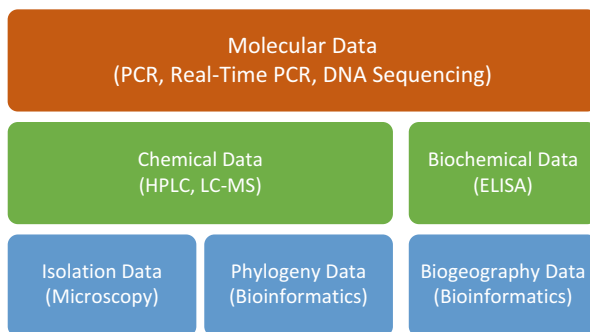 Molecular Data
(PCR, Real-Time PCR, DNA Sequencing)
Chemical Data
(HPLC, LC-MS)
Biochemical Data
(ELISA)
Isolation Data
(Microscopy)
Phylogeny Data
(Bioinformatics)
Biogeography Data
(Bioinformatics)